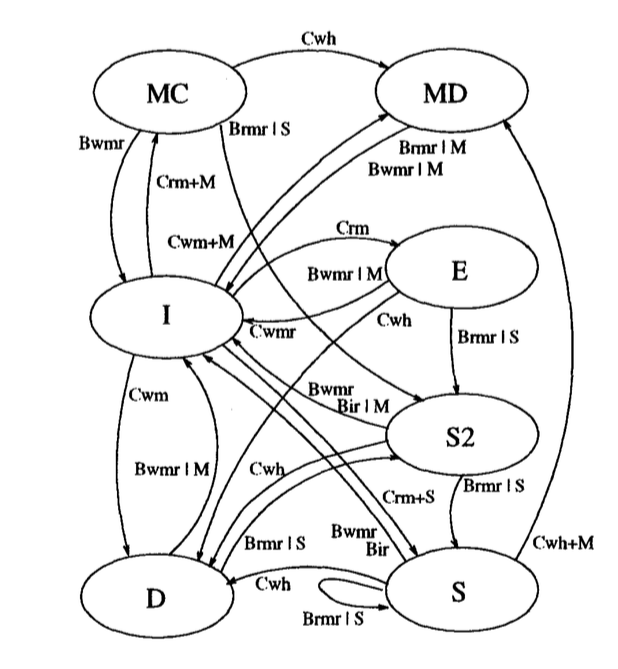 Cwh
MC
MD
Brmr | S
Bwmr
Brmr | M
Bwmr | M
Crm+M
Crm
Cwm+M
E
Bwmr | M
I
Cwh
Cwmr
Brmr | S
Bwmr
Cwm
Bir | M
S2
Bwmr | M
Cwh
Brmr | S
Crm+S
Bwmr
Cwh+M
Brmr | S
Bir
Cwh
S
D
Brmr | S